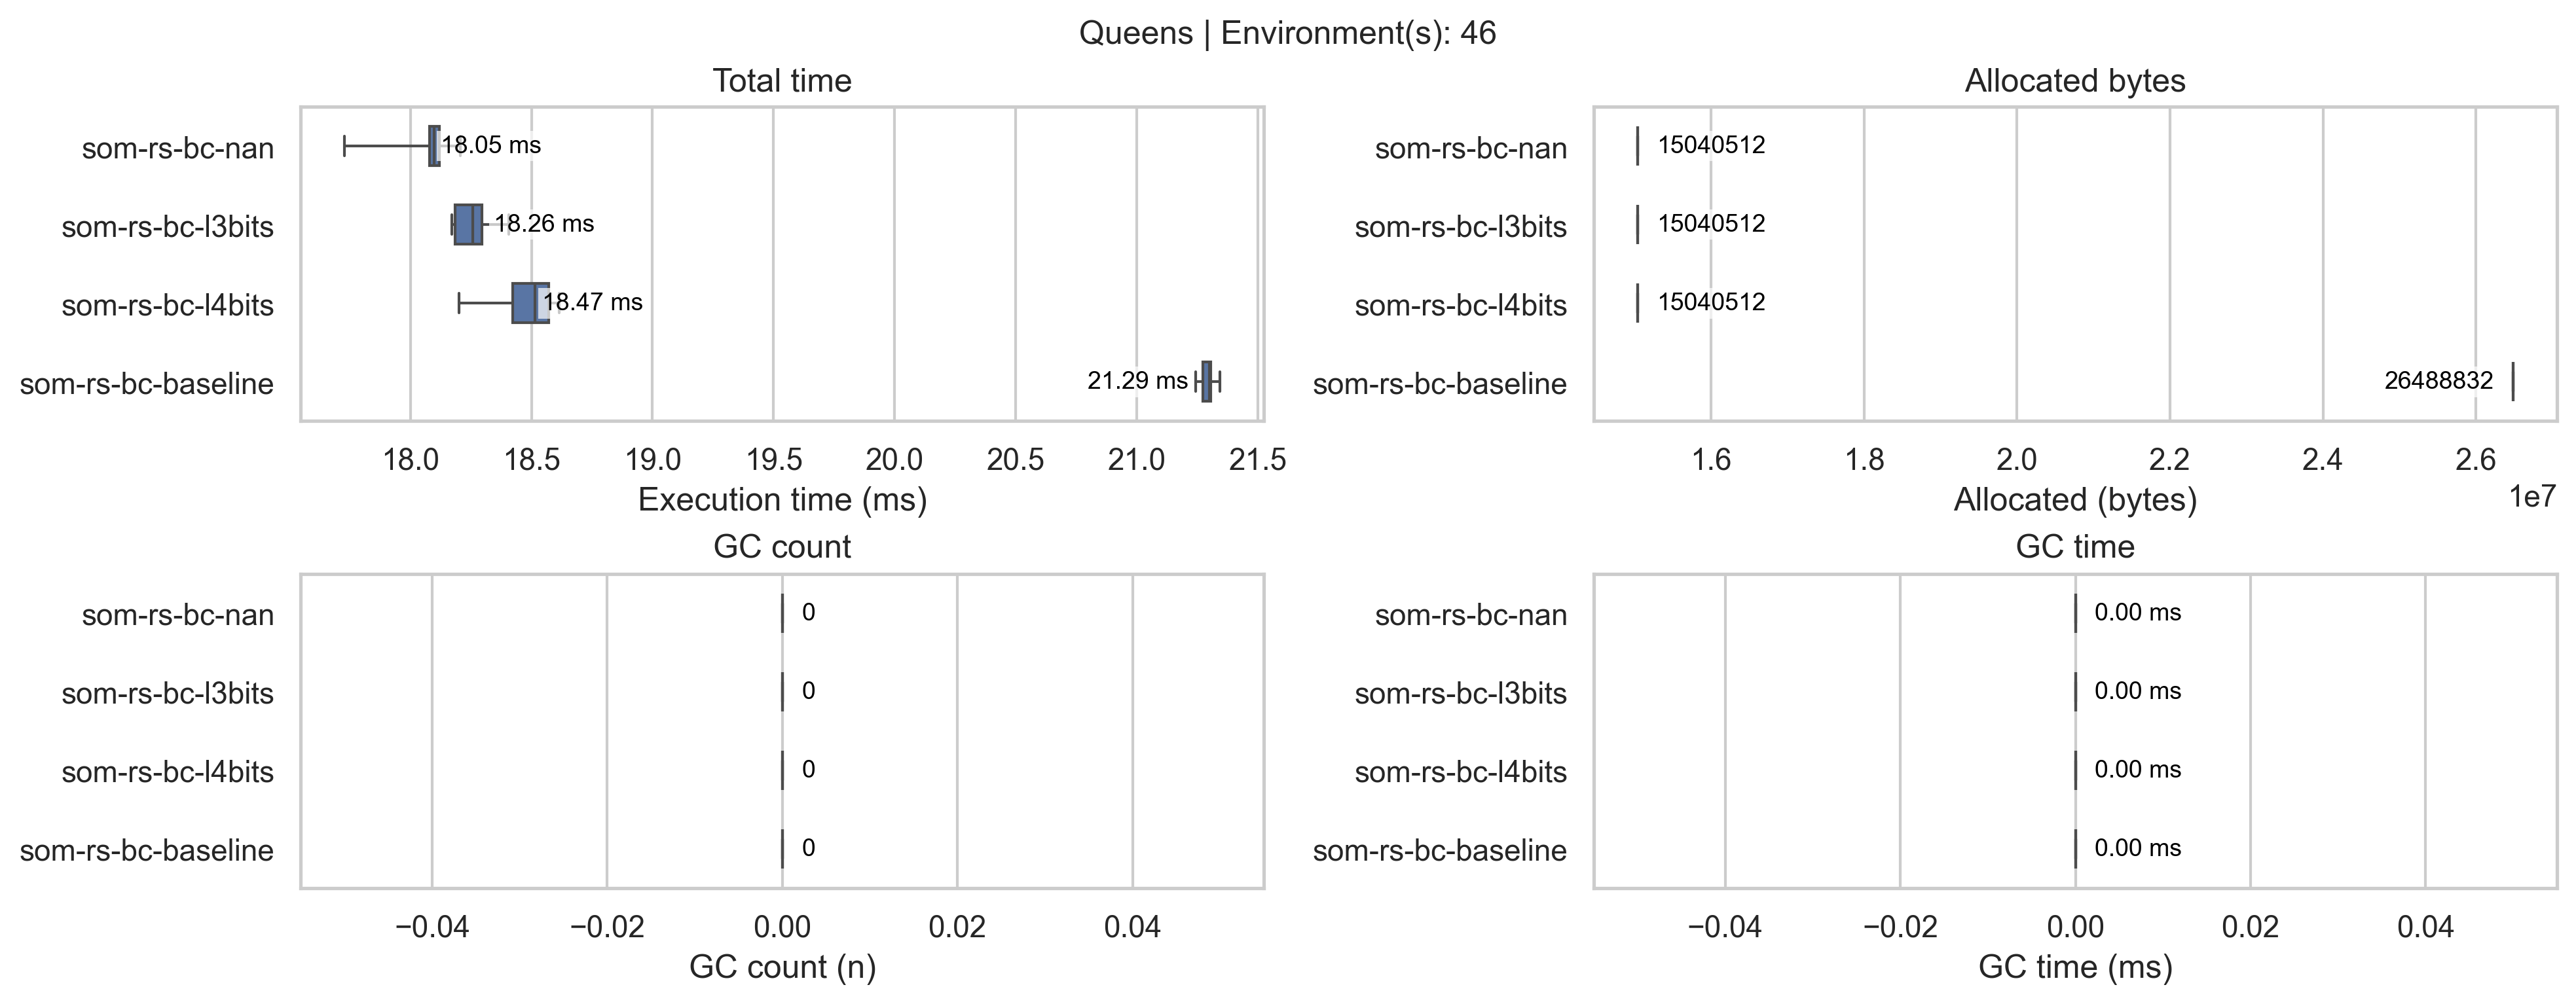 Queens | Environment(s): 46
Total time
som-rs-bc-nan
18.05 ms
som-rs-bc-l3bits
18.26 ms
som-rs-bc-l4bits
18.47 ms
som-rs-bc-baseline
21.29 ms
18.0 18.5 19.0 19.5 20.0 20.5 21.0 21.5
Execution time (ms)
Allocated bytes
som-rs-bc-nan
15040512
som-rs-bc-l3bits
15040512
som-rs-bc-l4bits
15040512
som-rs-bc-baseline
26488832
1.6 1.8 2.0 2.2 2.4 2.6
1e7
Allocated (bytes)
GC count
som-rs-bc-nan
0
som-rs-bc-l3bits
0
som-rs-bc-l4bits
0
som-rs-bc-baseline
0
−0.04 −0.02 0.00 0.02 0.04
GC count (n)
GC time
som-rs-bc-nan
0.00 ms
som-rs-bc-l3bits
0.00 ms
som-rs-bc-l4bits
0.00 ms
som-rs-bc-baseline
0.00 ms
−0.04 −0.02 0.00 0.02 0.04
GC time (ms)